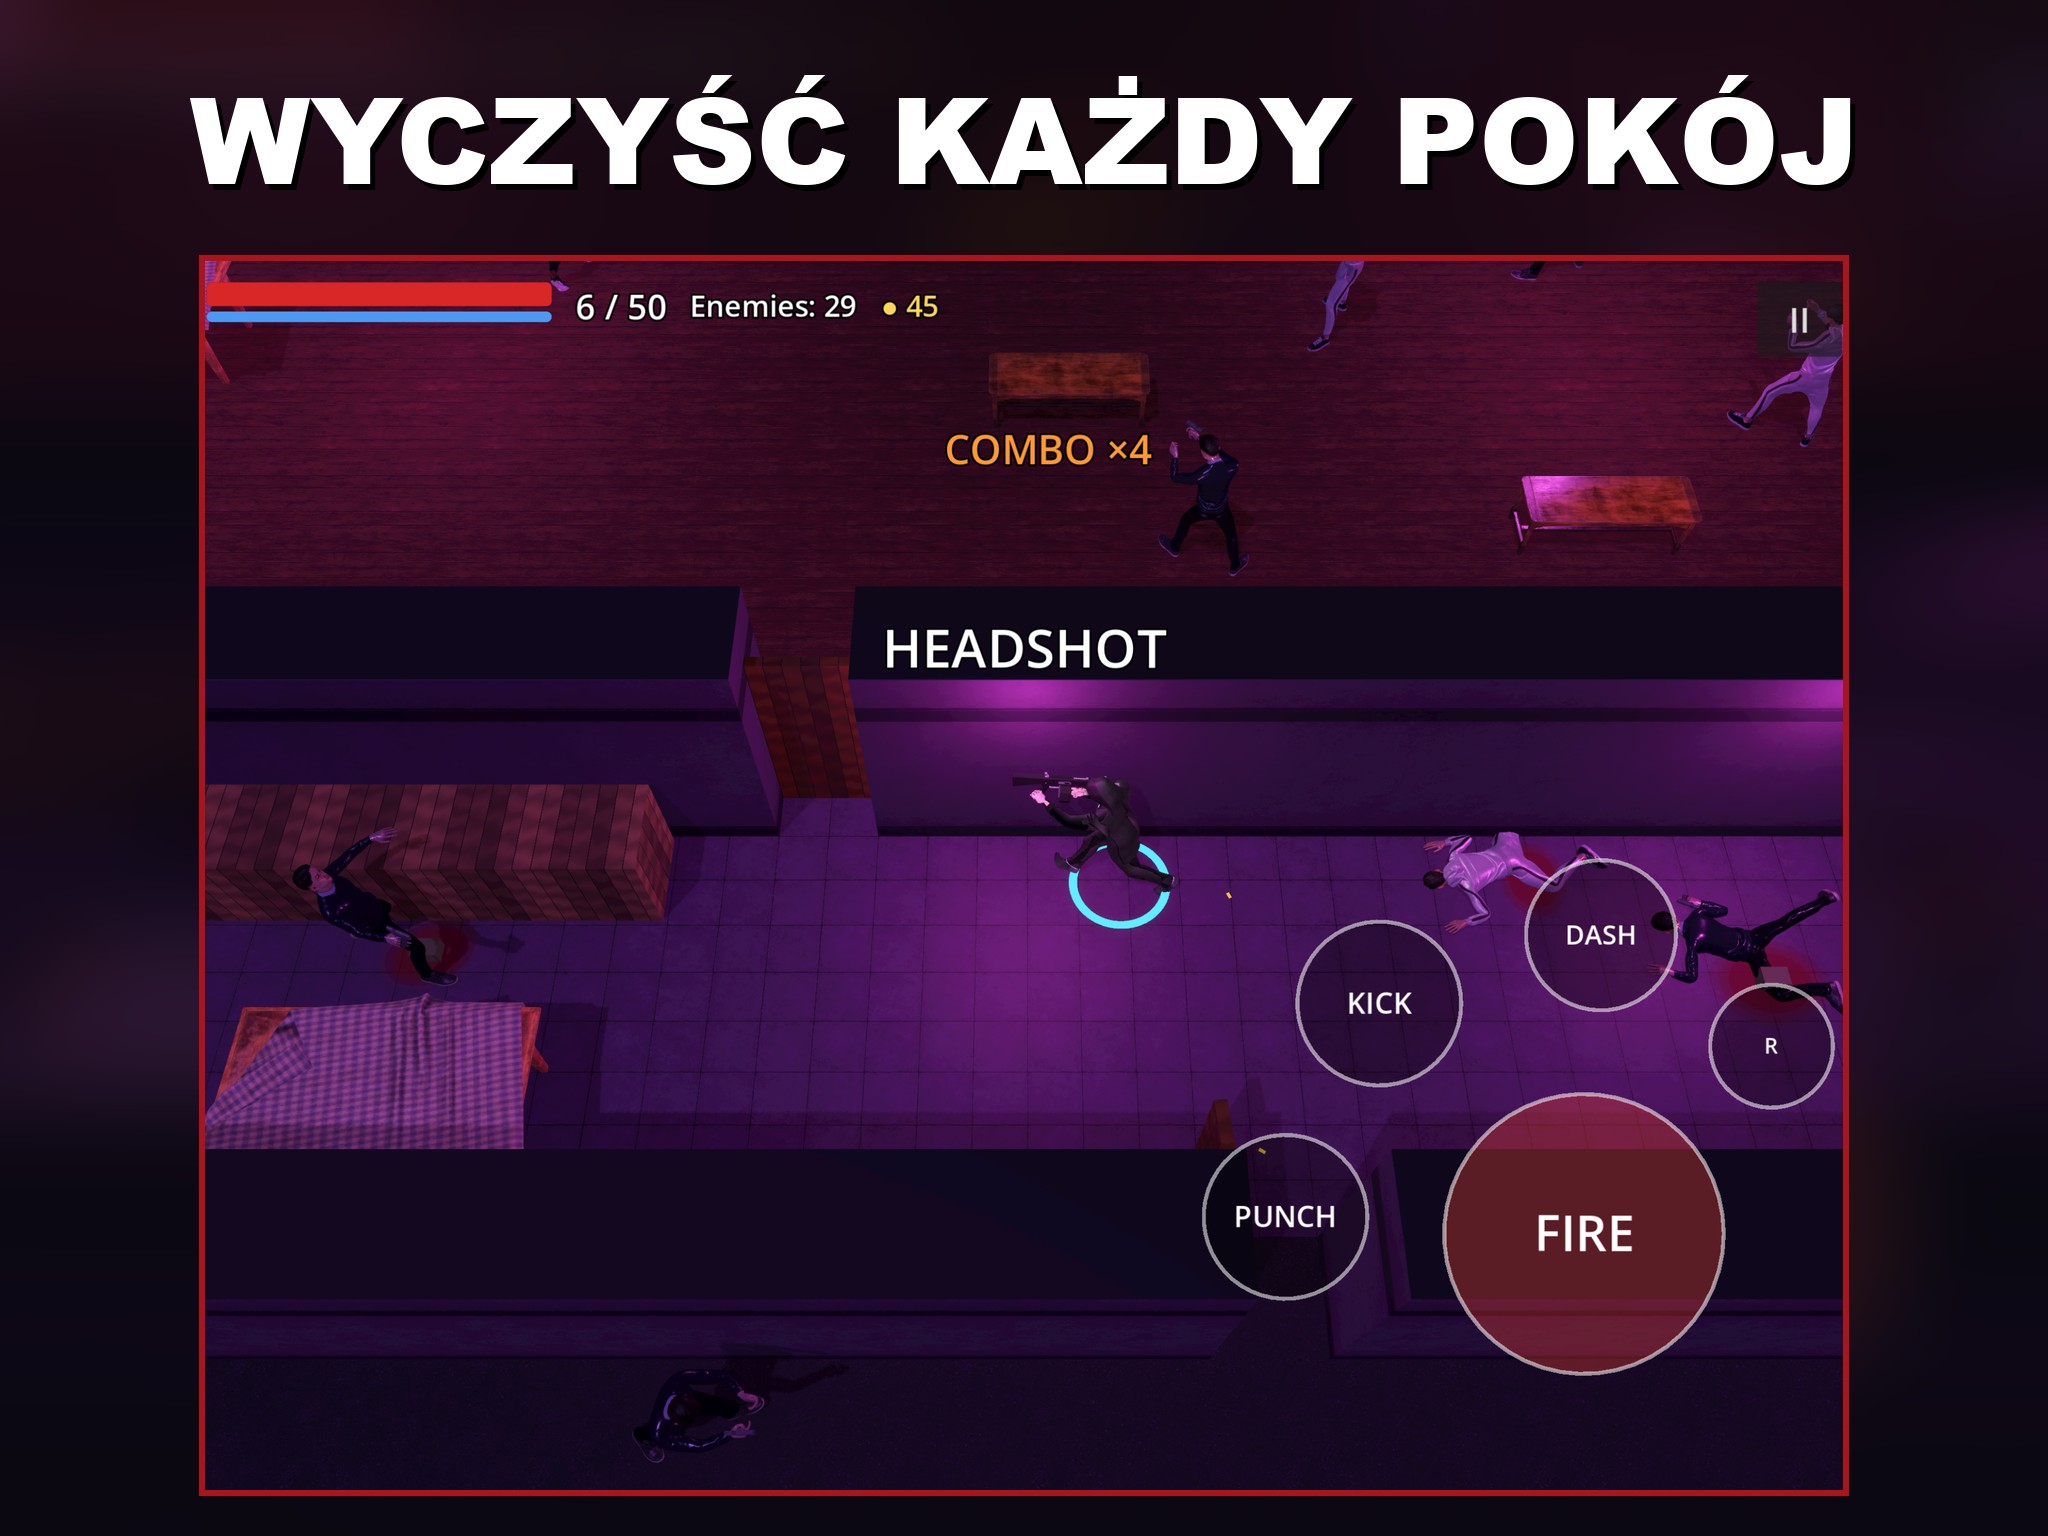 WYCZYŚĆ KAŻDY POKÓJ
6 / 50 Enemies: 29 45
COMBO ×4
HEADSHOT
DASH
KICK
R
PUNCH
FIRE